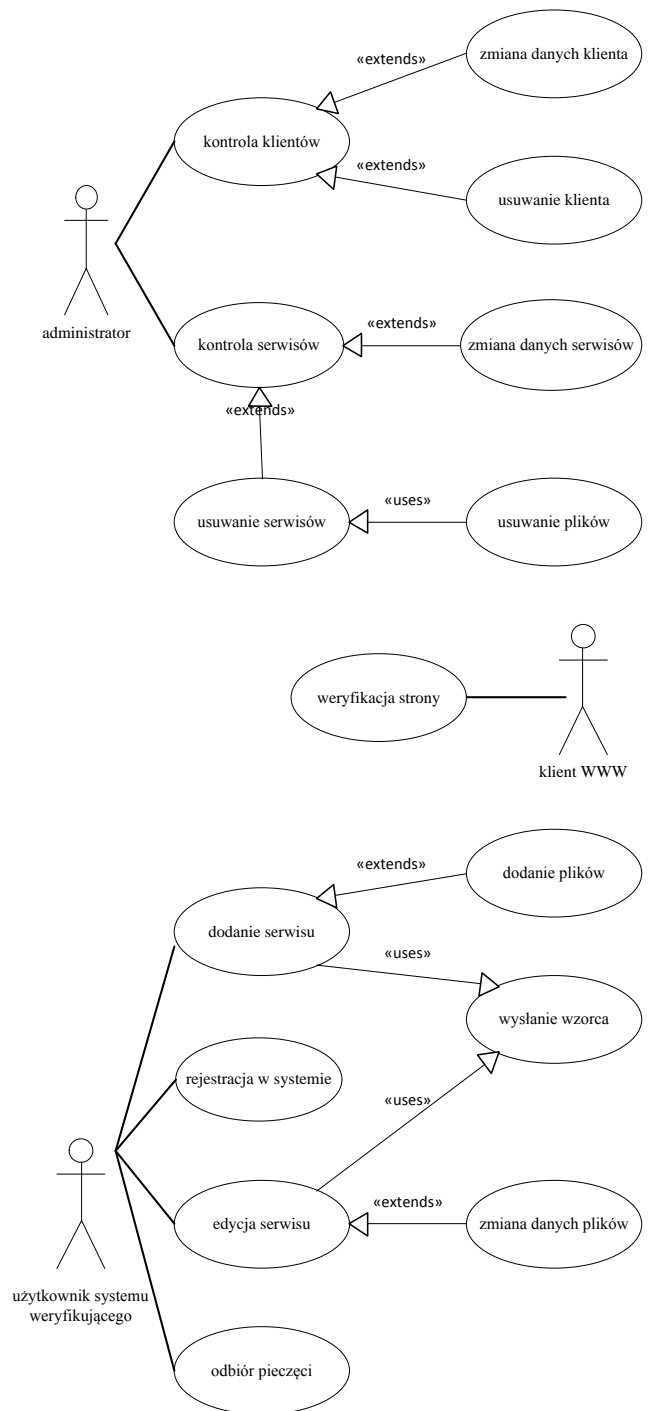 zmiana danych klienta
«extends»
kontrola klientów
«extends»
usuwanie klienta
administrator
«extends»
kontrola serwisów
zmiana danych serwisów
«extends»
«uses»
usuwanie serwisów
usuwanie plików
weryfikacja strony
klient WWW
«extends»
dodanie plików
dodanie serwisu
«uses»
wysłanie wzorca
rejestracja w systemie
«uses»
«extends»
edycja serwisu
zmiana danych plików
użytkownik systemu
weryfikującego
odbiór pieczęci